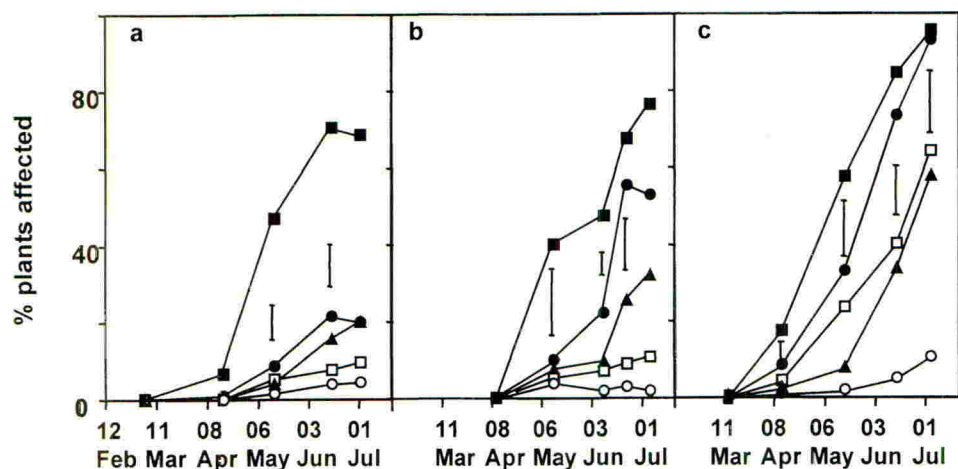 a b c
% plants affected
80
40
0
12 11 08 06 03 01 11 08 06 03 01 11 08 06 03 01
Feb Mar Apr May Jun Jul Mar Apr May Jun Jul Mar Apr May Jun Jul